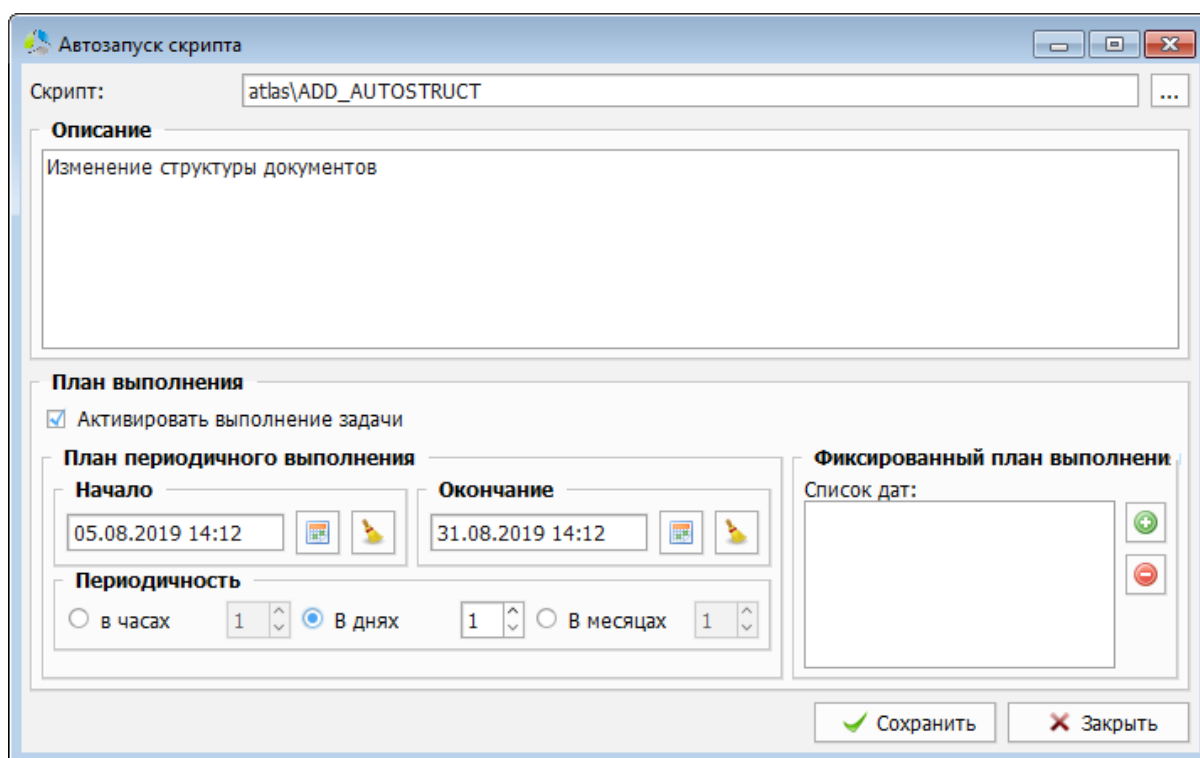 Автозапуск скрипта
Скрипт: atlas\ADD_AUTOSTRUCT ...
Описание
Изменение структуры документов
План выполнения
Активировать выполнение задачи
План периодичного выполнения
Фиксированный план выполнени
Начало
Окончание
Список дат:
05.08.2019 14:12
31.08.2019 14:12
Периодичность
в часах 1 В днях 1 В месяцах 1
Сохранить Закрыть